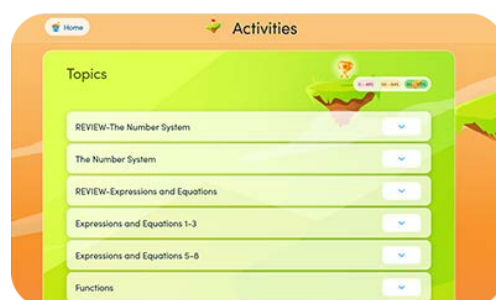 Home
Activities
Topics
REVIEW-The Number System
The Number System
REVIEW-Expressions and Equations
Expressions and Equations 1-3
Expressions and Equations 5-8
Functions